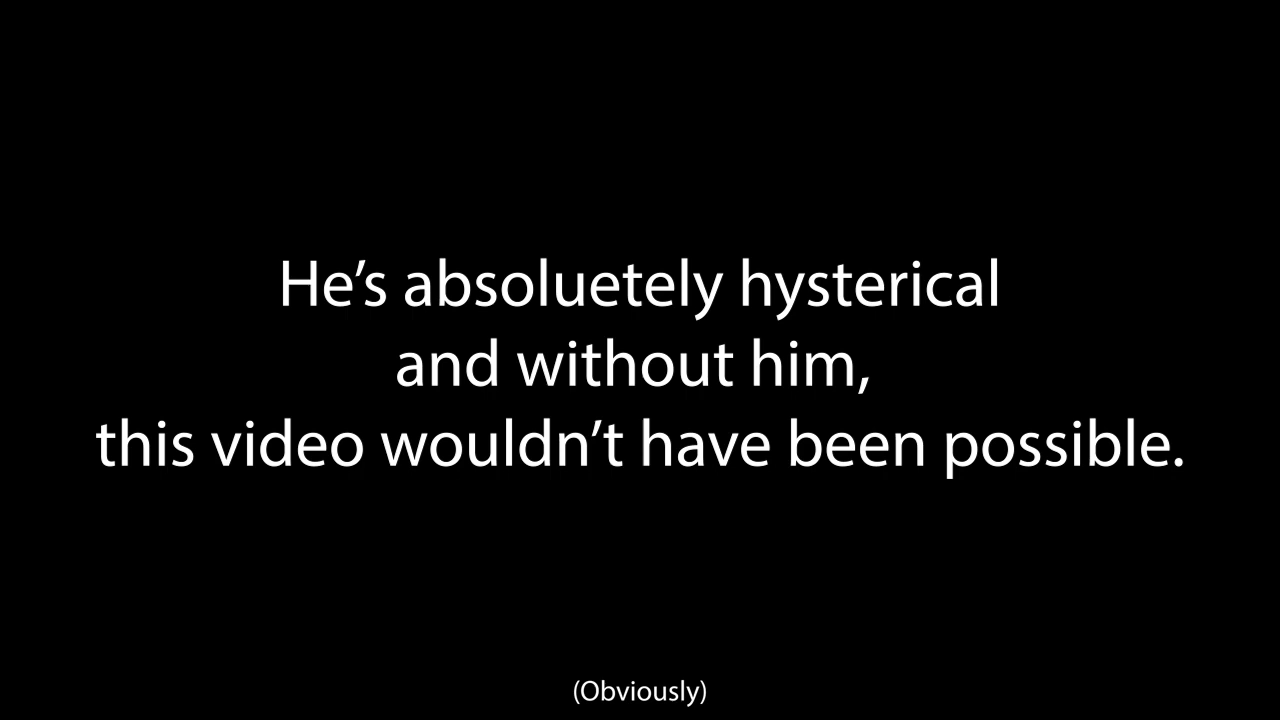 He’s absoluetely hysterical
and without him,
this video wouldn’t have been possible.
(Obviously)